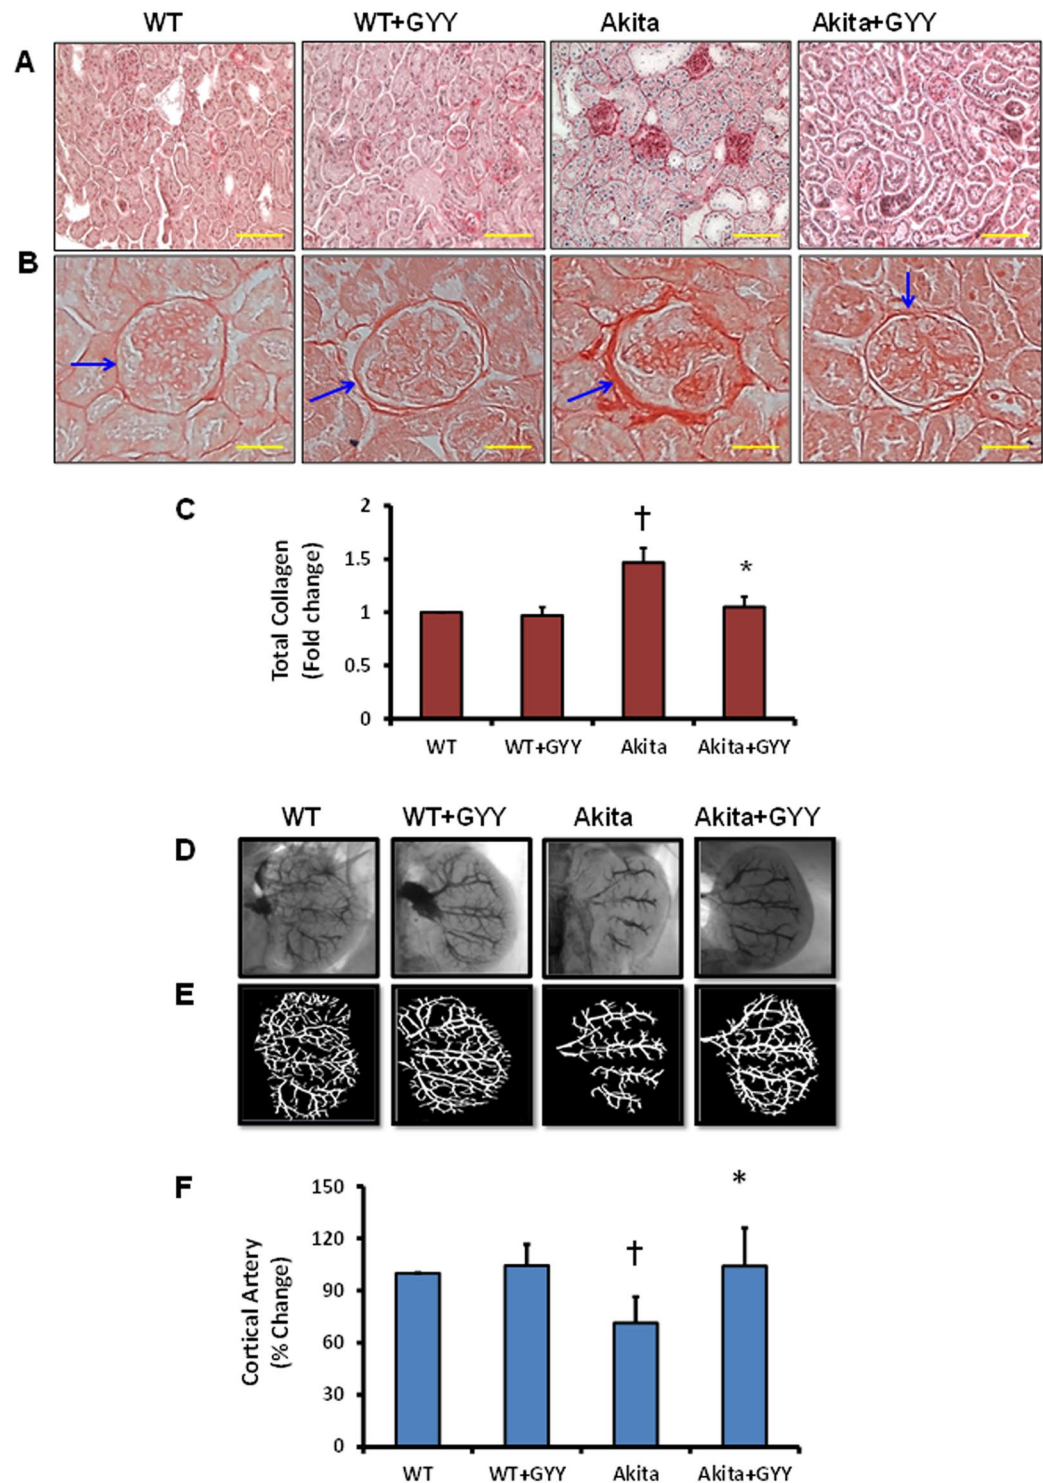 WT WT+GYY Akita Akita+GYY
A
B
C
Total Collagen
(Fold change)
2
1.5
1
0.5
0
†
*
WT WT+GYY Akita Akita+GYY
WT WT+GYY Akita Akita+GYY
D
E
F
Cortical Artery
(% Change)
150
120
90
60
30
0
†
*
WT WT+GYY Akita Akita+GYY